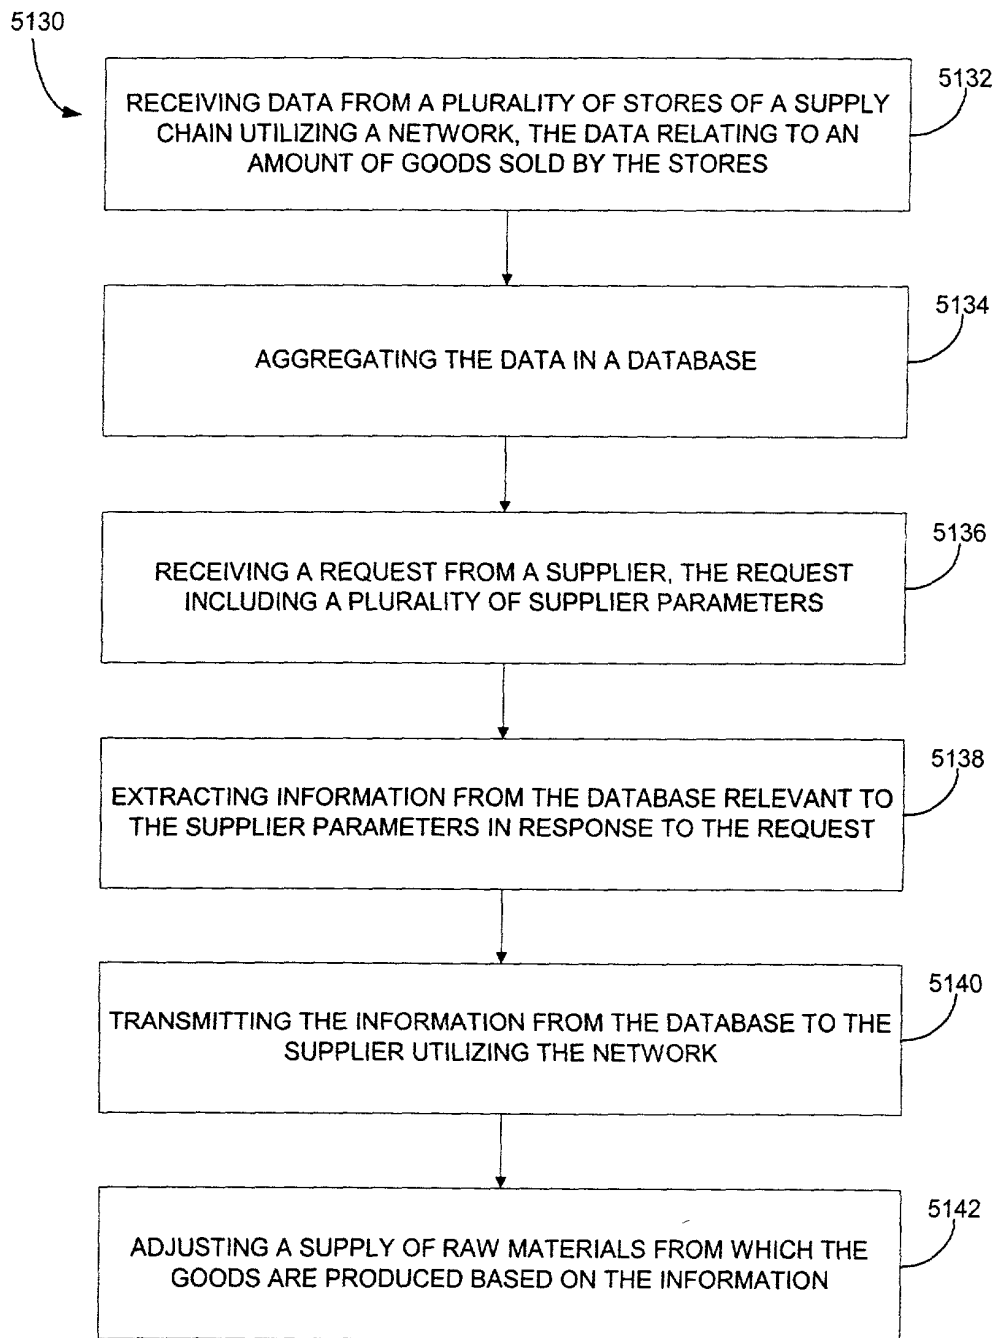 5130
5132
RECEIVING DATA FROM A PLURALITY OF STORES OF A SUPPLY
CHAIN UTILIZING A NETWORK, THE DATA RELATING TO AN
AMOUNT OF GOODS SOLD BY THE STORES
5134
AGGREGATING THE DATA IN A DATABASE
5136
RECEIVING A REQUEST FROM A SUPPLIER, THE REQUEST
INCLUDING A PLURALITY OF SUPPLIER PARAMETERS
5138
EXTRACTING INFORMATION FROM THE DATABASE RELEVANT TO
THE SUPPLIER PARAMETERS IN RESPONSE TO THE REQUEST
5140
TRANSMITTING THE INFORMATION FROM THE DATABASE TO THE
SUPPLIER UTILIZING THE NETWORK
5142
ADJUSTING A SUPPLY OF RAW MATERIALS FROM WHICH THE
GOODS ARE PRODUCED BASED ON THE INFORMATION